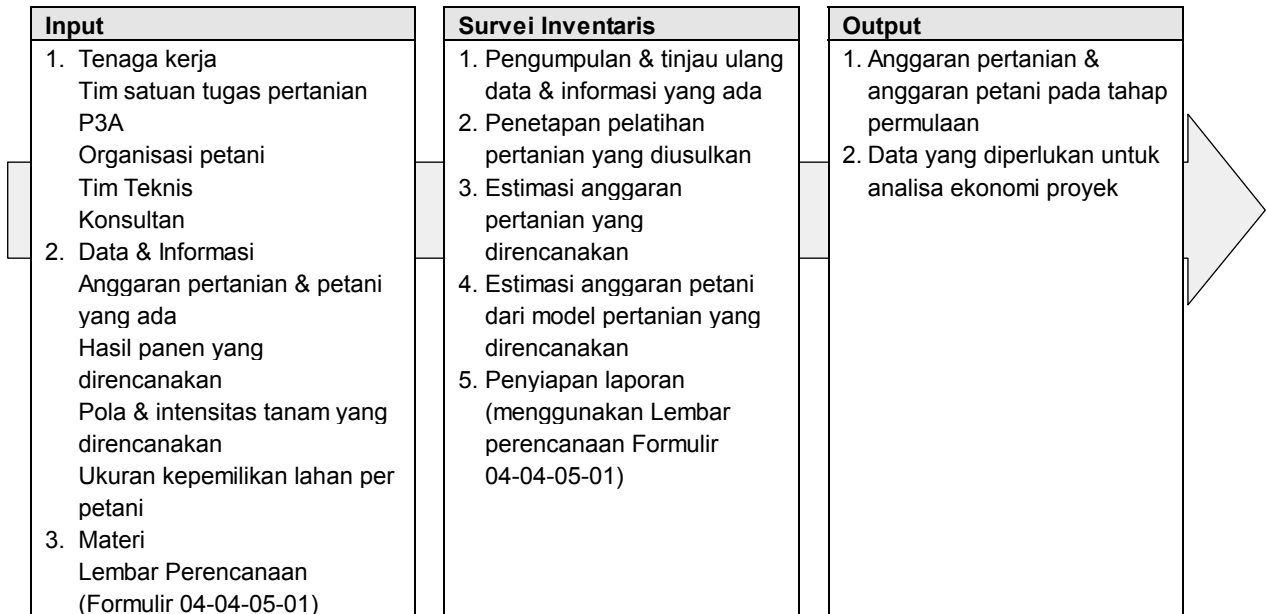 Input
1. Tenaga kerja
Tim satuan tugas pertanian
P3A
Organisasi petani
Tim Teknis
Konsultan
2. Data & Informasi
Anggaran pertanian & petani
yang ada
Hasil panen yang
direncanakan
Pola & intensitas tanam yang
direncanakan
Ukuran kepemilikan lahan per
petani
3. Materi
Lembar Perencanaan
(Formulir 04-04-05-01)
Survei Inventaris
1. Pengumpulan & tinjau ulang
data & informasi yang ada
2. Penetapan pelatihan
pertanian yang diusulkan
3. Estimasi anggaran
pertanian yang
direncanakan
4. Estimasi anggaran petani
dari model pertanian yang
direncanakan
5. Penyiapan laporan
(menggunakan Lembar
perencanaan Formulir
04-04-05-01)
Output
1. Anggaran pertanian &
anggaran petani pada tahap
permulaan
2. Data yang diperlukan untuk
analisa ekonomi proyek